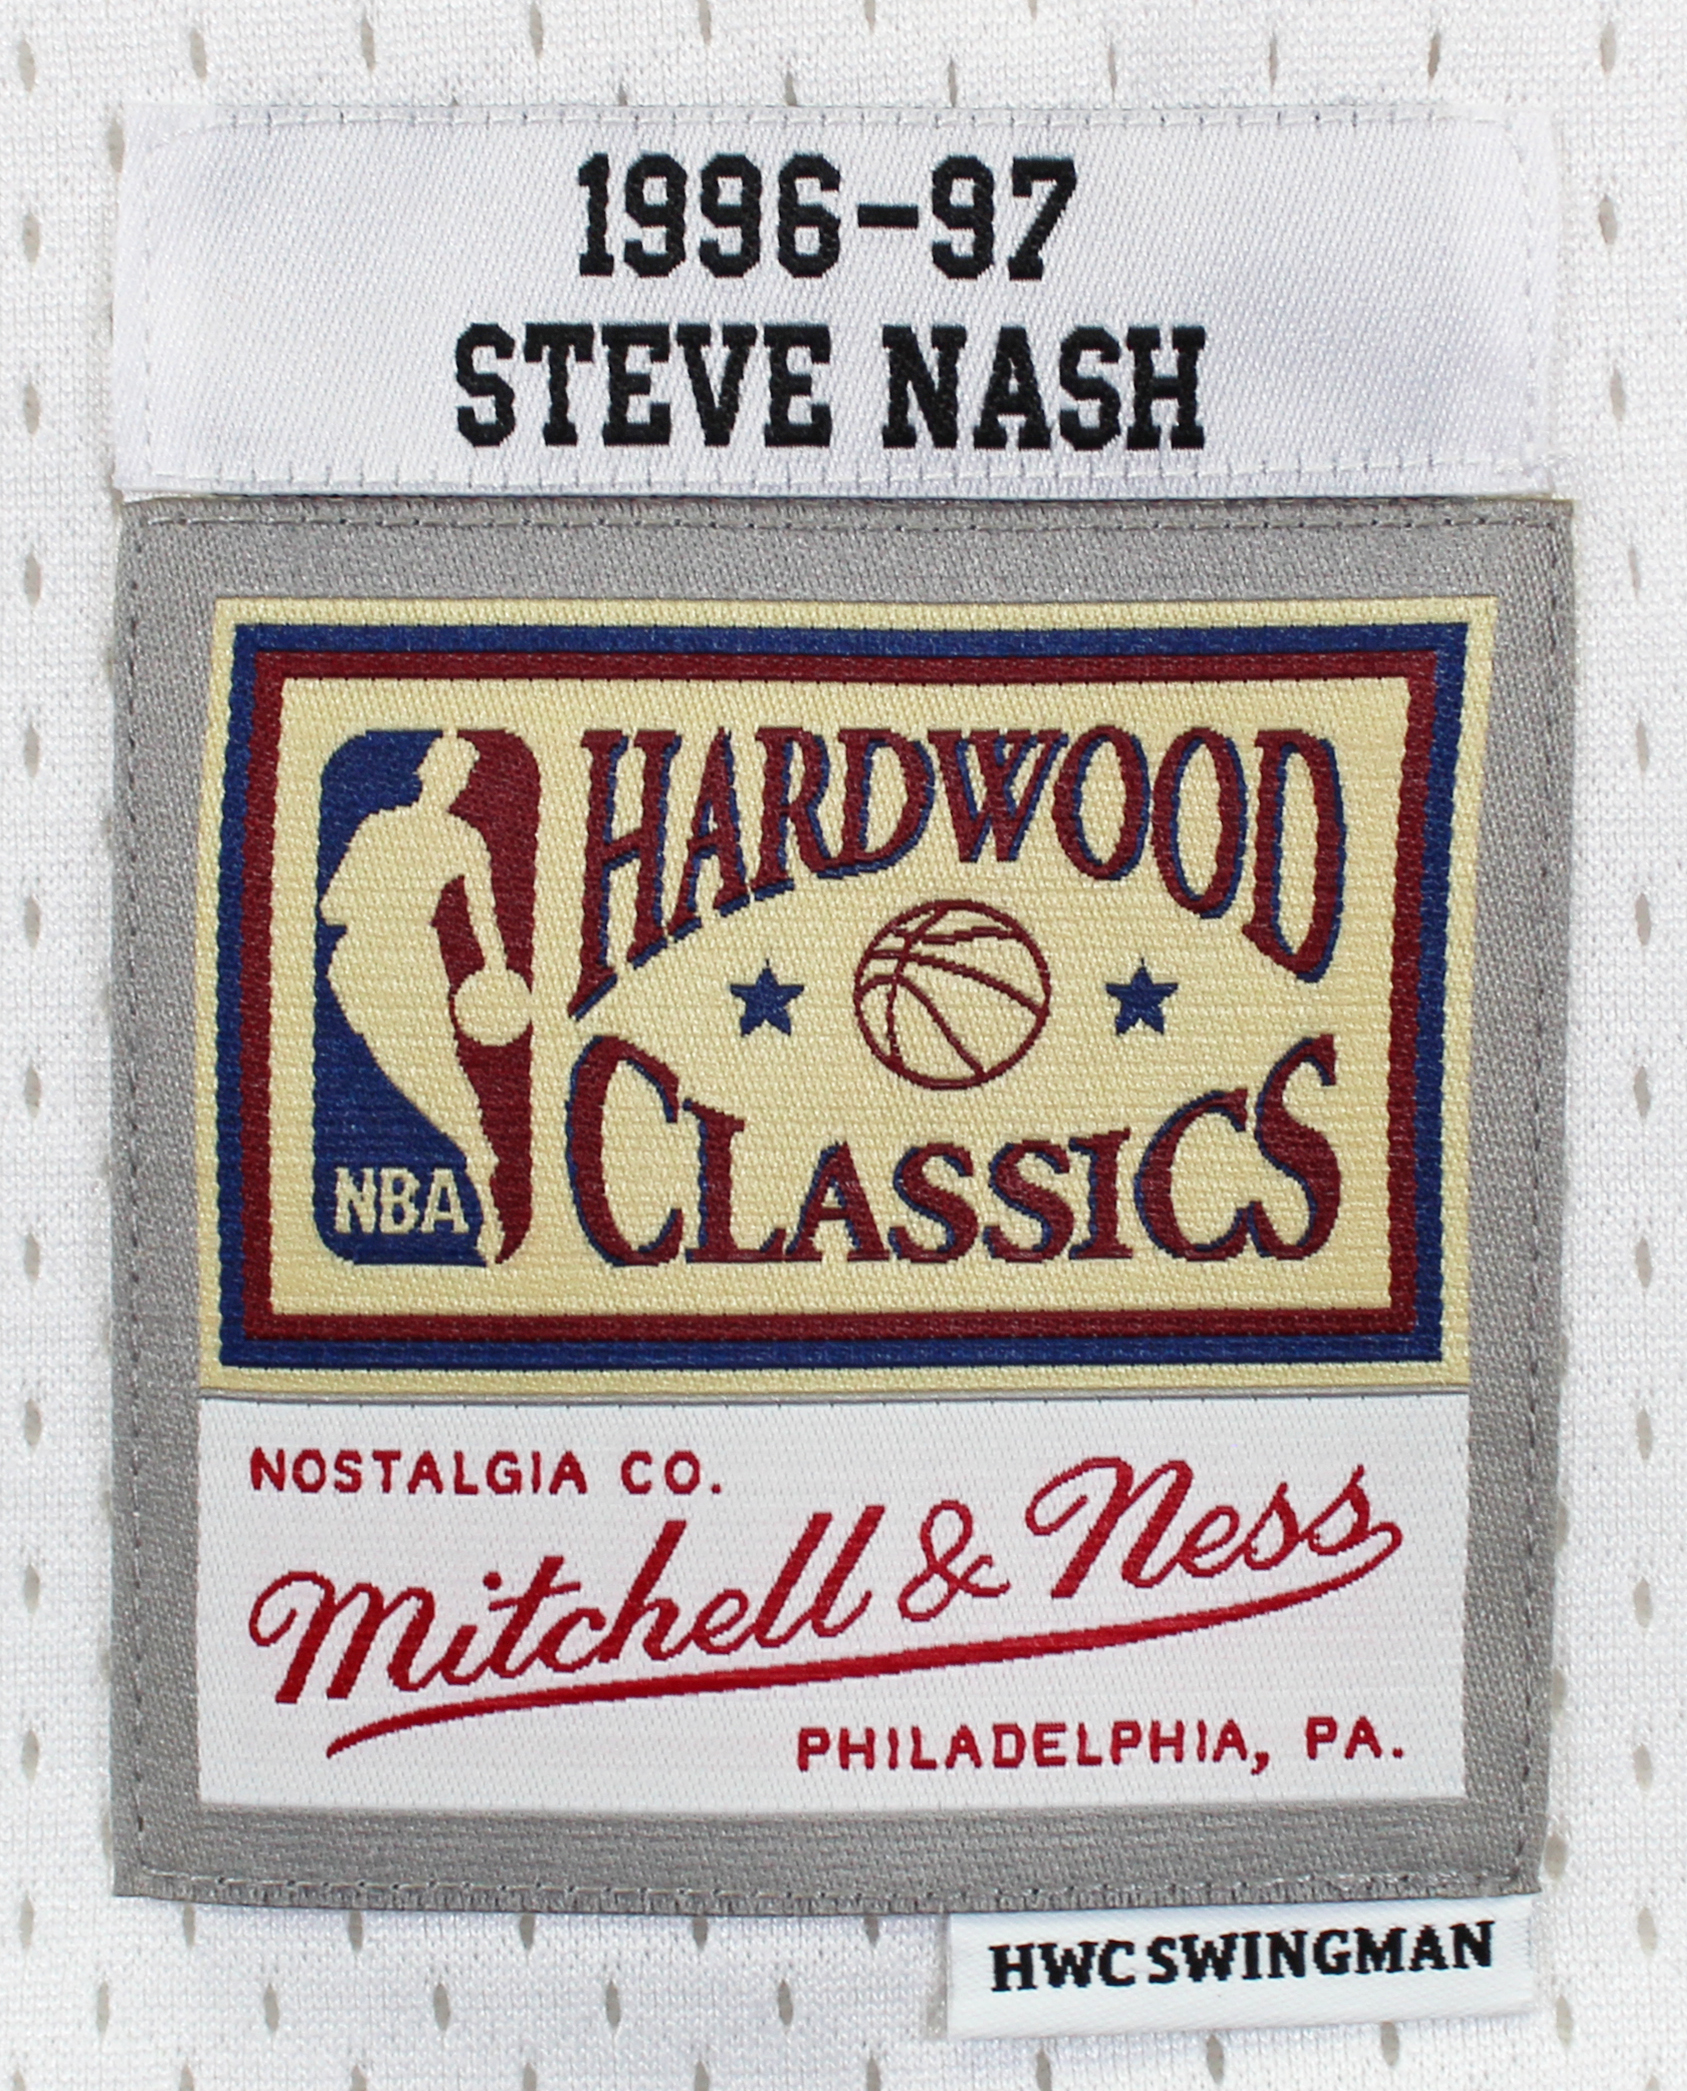 1996-97
STEVE NASH
HARDWOOD
CLASSICS
NBA
NOSTALGIA CO.
Mitchell & Ness
PHILADELPHIA, PA.
HWC SWINGMAN